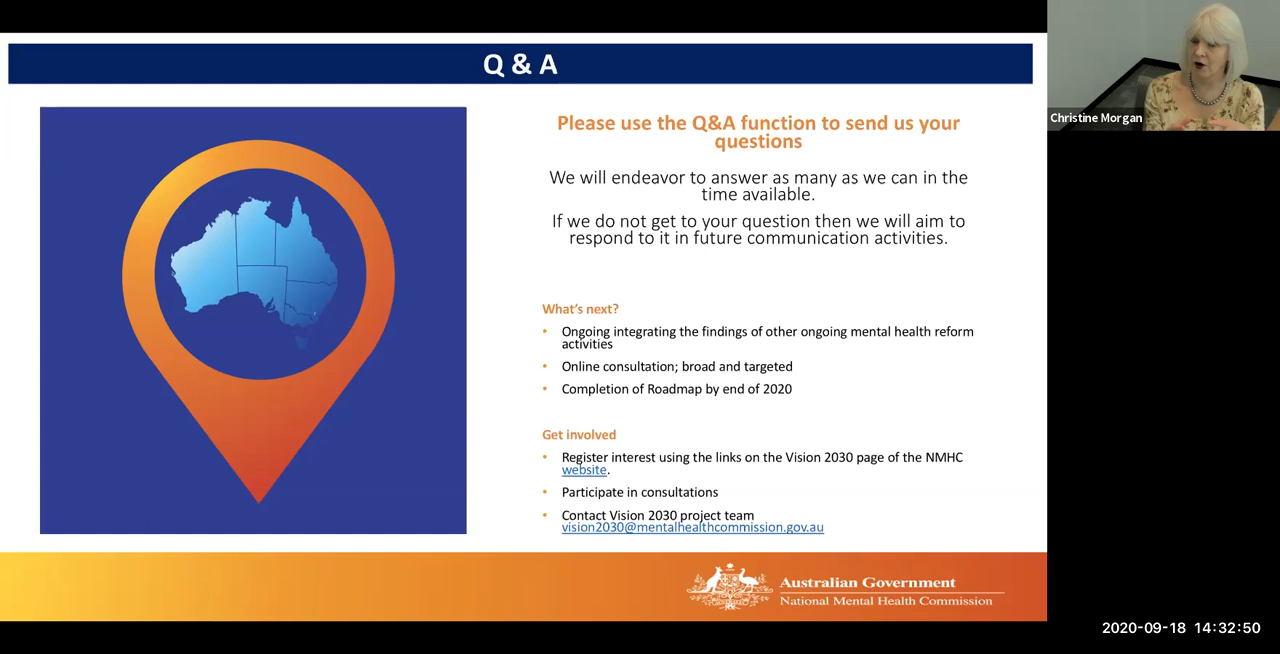 Q & A
Christine Morgan
Please use the Q&A function to send us your
questions
We will endeavor to answer as many as we can in the
time available.
If we do not get to your question then we will aim to
respond to it in future communication activities.
What's next?
• Ongoing integrating the findings of other ongoing mental health reform
activities
• Online consultation; broad and targeted
• Completion of Roadmap by end of 2020
Get involved
• Register interest using the links on the Vision 2030 page of the NMHC
website.
• Participate in consultations
• Contact Vision 2030 project team
vision2030@mentalhealthcommission.gov.au
Australian Government
National Mental Health Commission
2020-09-18 14:32:50